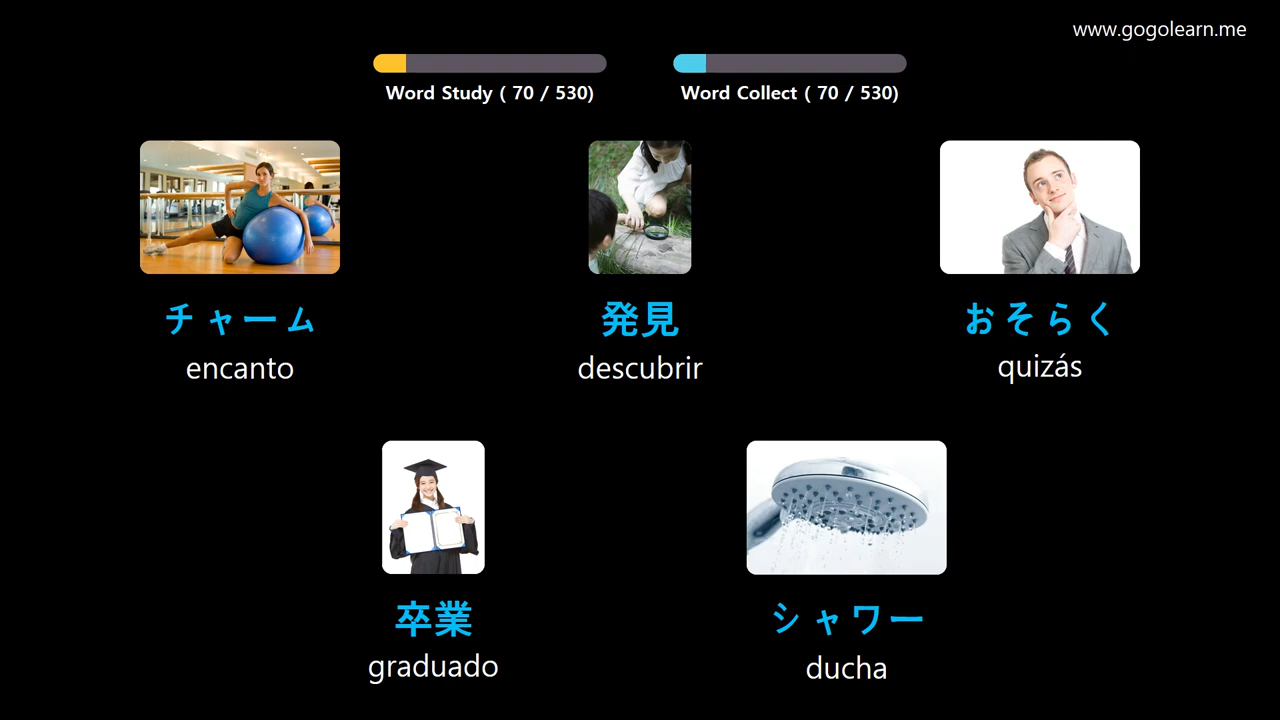 www.gogolearn.me
Word Study ( 70 / 530)
Word Collect ( 70 / 530)
チャーム
encanto
発見
descubrir
おそらく
quizás
卒業
graduado
シャワー
ducha